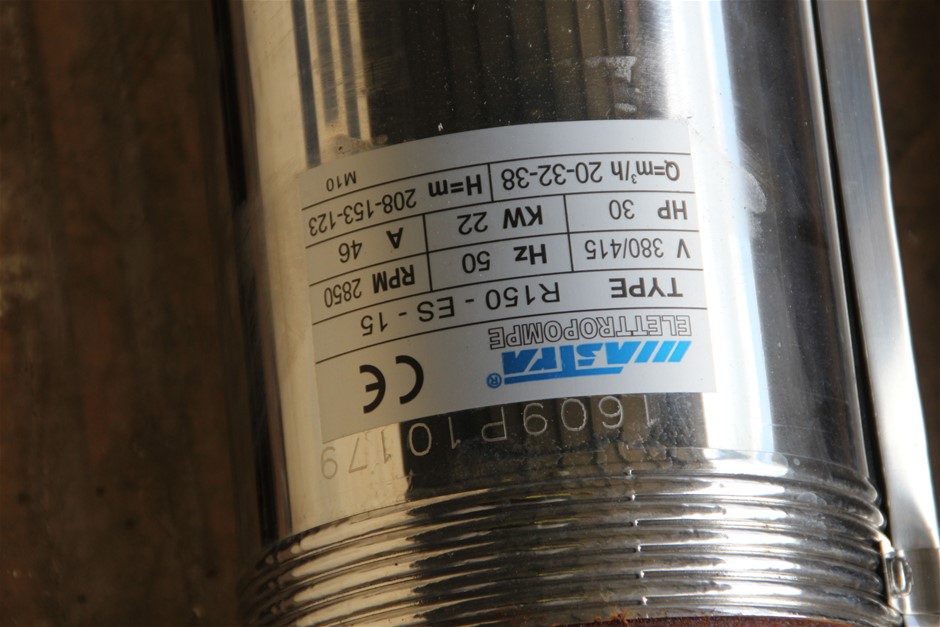 MAStrA®
ELETTROPOMPE
CE
TYPE R150 - ES - 15
V 380/415 Hz 50 RPM 2850
HP 30 KW 22 A 46
Q=m³/h 20-32-38 H=m 208-153-123
M10
1609P10179